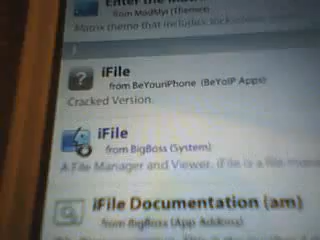 Enter the
from ModMyi (Themes)
Matrix theme that includes
I
iFile
from BeYouriPhone (BeYoIP Apps)
Cracked Version.
iFile
from BigBoss (System)
A File Manager and Viewer. iFile is a file
iFile Documentation (am)
from BigBoss (App Addons)